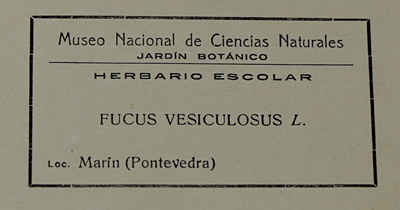 Museo Nacional de Ciencias Naturales
JARDÍN BOTÁNICO
HERBARIO ESCOLAR
FUCUS VESICULOSUS L.
Loc. Marín (Pontevedra)